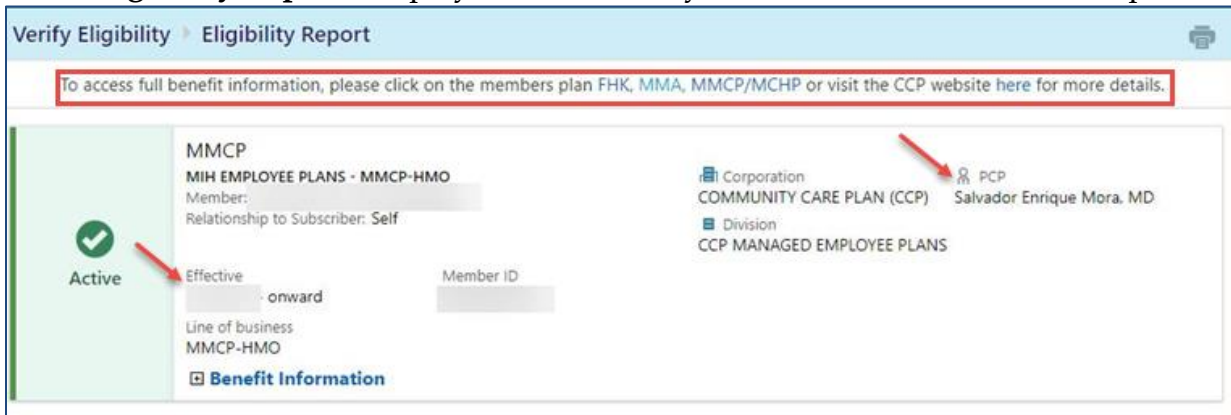 Verify Eligibility Eligibility Report
To access full benefit information, please click on the members plan FHK, MMA, MMCP/MCHP or visit the CCP website here for more details.
MMCP
MIH EMPLOYEE PLANS - MMCP-HMO
Member:
Relationship to Subscriber: Self
Corporation
COMMUNITY CARE PLAN (CCP)
Division
CCP MANAGED EMPLOYEE PLANS
PCP
Salvador Enrique Mora, MD
Active
Effective
onward
Member ID
Line of business
MMCP-HMO
Benefit Information